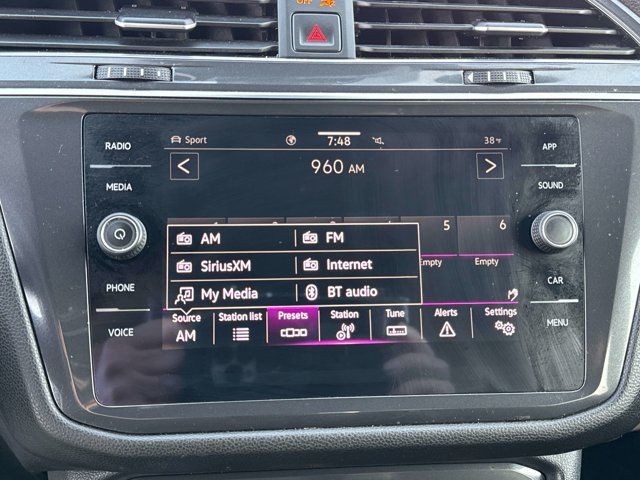 OFF
RADIO
MEDIA
PHONE
VOICE
Sport
7:48
38°F
960 AM
5
6
Empty
Empty
AM
FM
SiriusXM
Internet
My Media
BT audio
Source
AM
Station list
Presets
Station
Tune
Alerts
Settings
APP
SOUND
CAR
MENU